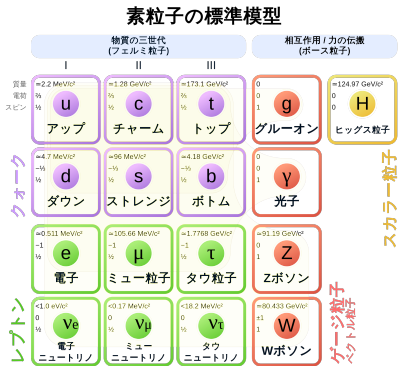 素粒子の標準模型
物質の三世代
(フェルミ粒子)
相互作用 / 力の伝搬
(ボース粒子)
I II III
質量 ≃2.2 MeV/c² ≃1.28 GeV/c² ≃173.1 GeV/c² 0 ≃124.97 GeV/c²
電荷 ⅔ ⅔ ⅔ 0 0
スピン ½ ½ ½ 1 0
u c t g H
アップ チャーム トップ グルーオン ヒッグス粒子
≃4.7 MeV/c² ≃96 MeV/c² ≃4.18 GeV/c² 0
−⅓ −⅓ −⅓ 0
½ ½ ½ 1
d s b γ
ダウン ストレンジ ボトム 光子
≃0.511 MeV/c² ≃105.66 MeV/c² ≃1.7768 GeV/c² ≃91.19 GeV/c²
−1 −1 −1 0
½ ½ ½ 1
e μ τ Z
電子 ミュー粒子 タウ粒子 Zボソン
<1.0 eV/c² <0.17 MeV/c² <18.2 MeV/c² ≃80.433 GeV/c²
0 0 0 ±1
½ ½ ½ 1
νe νμ ντ W
電子 ミュー タウ
ニュートリノ ニュートリノ ニュートリノ Wボソン
クォーク
レプトン
ゲージ粒子
ベクトル粒子
スカラー粒子